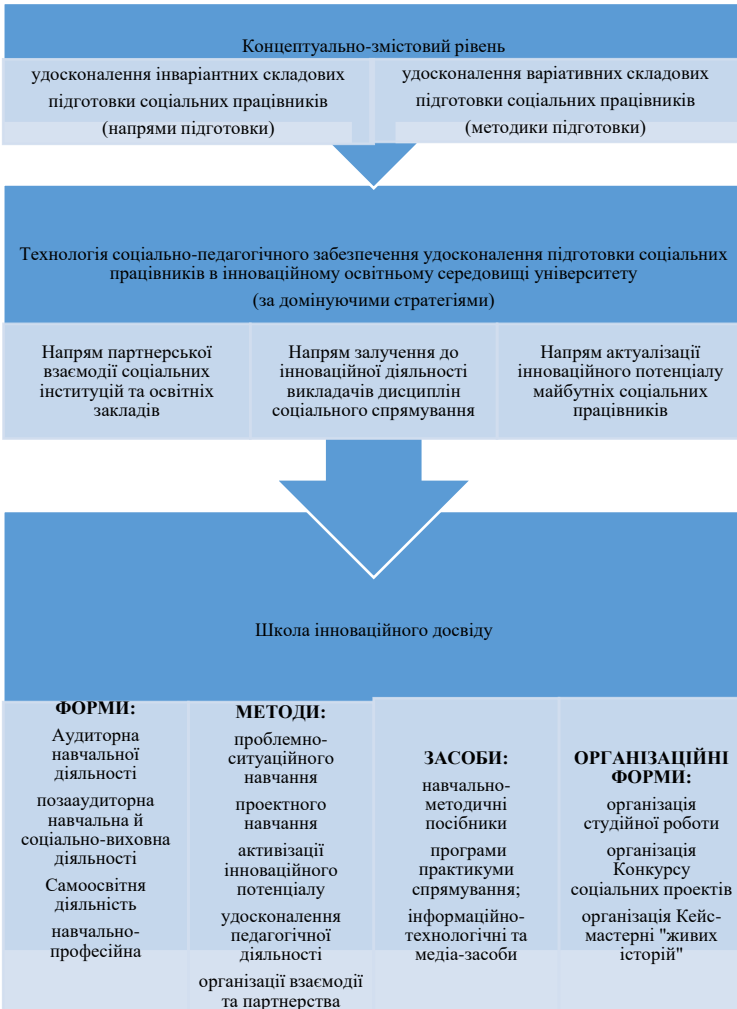 Концептуально-змістовий рівень
удосконалення інваріантних складових
підготовки соціальних працівників
(напрями підготовки)
удосконалення варіативних складових
підготовки соціальних працівників
(методики підготовки)
Технологія соціально-педагогічного забезпечення удосконалення підготовки соціальних
працівників в інноваційному освітньому середовищі університету
(за домінуючими стратегіями)
Напрям партнерської
взаємодії соціальних
інституцій та освітніх
закладів
Напрям залучення до
інноваційної діяльності
викладачів дисциплін
соціального спрямування
Напрям актуалізації
інноваційного потенціалу
майбутніх соціальних
працівників
Школа інноваційного досвіду
ФОРМИ:
Аудиторна
навчальної
діяльності
позааудиторна
навчальна й
соціально-виховна
діяльності
Самоосвітня
діяльність
навчально-
професійна
МЕТОДИ:
проблемно-
ситуаційного
навчання
проектного
навчання
активізації
інноваційного
потенціалу
удосконалення
педагогічної
діяльності
організації взаємодії
та партнерства
ЗАСОБИ:
навчально-
методичні
посібники
програми
практикуми
спрямування;
інформаційно-
технологічні та
медіа-засоби
ОРГАНІЗАЦІЙНІ
ФОРМИ:
організація
студійної роботи
організація
Конкурсу
соціальних проектів
організація Кейс-
мастерні "живих
історій"